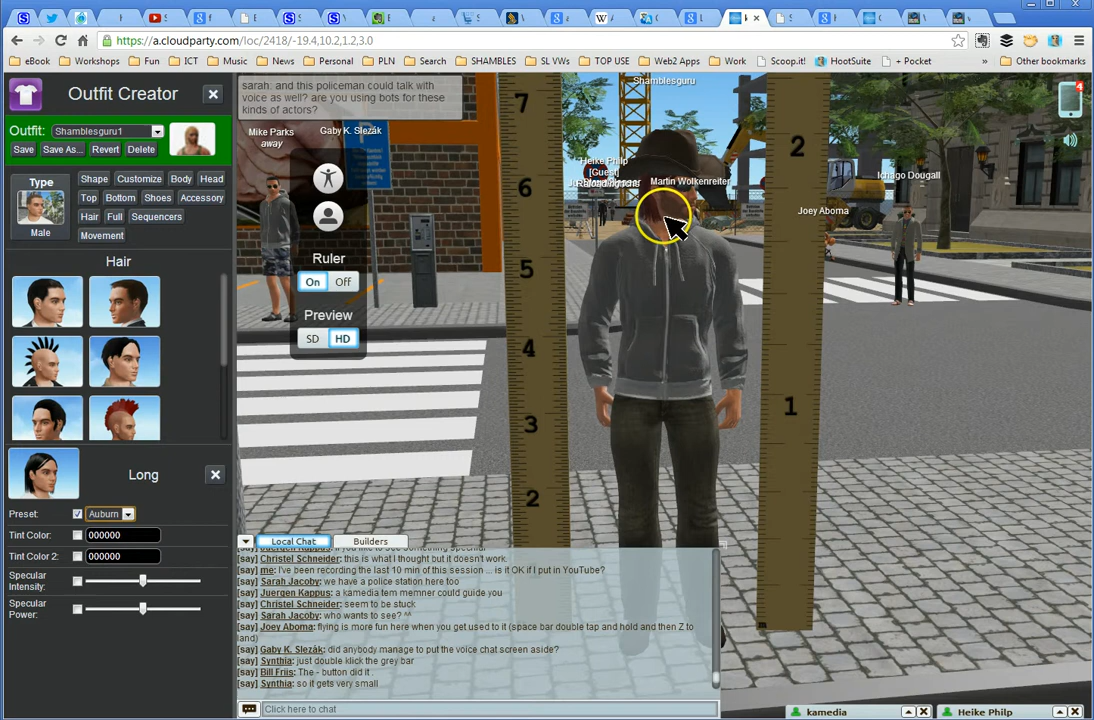 https://a.cloudparty.com/loc/2418/-19.4,10.2,1.2,3.0
eBook Workshops Fun ICT Music News Personal PLN Search SHAMBLES SL VWs TOP USE Web2 Apps Work Scoop.it! HootSuite + Pocket » Other bookmarks
Outfit Creator
Outfit: Shamblesguru1
Save Save As... Revert Delete
Type
Male
Shape Customize Body Head
Top Bottom Shoes Accessory
Hair Full Sequencers
Movement
Hair
Long
Preset: Auburn
Tint Color: 000000
Tint Color 2: 000000
Specular
Intensity:
Specular
Power:
sarah: and this policeman could talk with
voice as well? are you using bots for these
kinds of actors?
Mike Parks
away
Gaby K. Slezák
Ruler
On Off
Preview
SD HD
Shamblesguru
Heike Philp
[Guest]
Martin Wolkenreiter
Ichago Dougall
Joey Aboma
4
7
6
5
4
3
2
2
1
m
Local Chat Builders
[say] Christel Schneider: this is what I thought but it doesn't work
[say] me: I've been recording the last 10 min of this session ... is it OK if I put in YouTube?
[say] Sarah Jacoby: we have a police station here too
[say] Juergen Kappus: a kamedia tem memner could guide you
[say] Christel Schneider: seem to be stuck
[say] Sarah Jacoby: who wants to see? ^^
[say] Joey Aboma: flying is more fun here when you get used to it (space bar double tap and hold and then Z to
land)
[say] Gaby K. Slezák: did anybody manage to put the voice chat screen aside?
[say] Synthia: just double klick the grey bar
[say] Bill Friis: The - button did it .
[say] Synthia: so it gets very small
Click here to chat
kamedia
Heike Philp